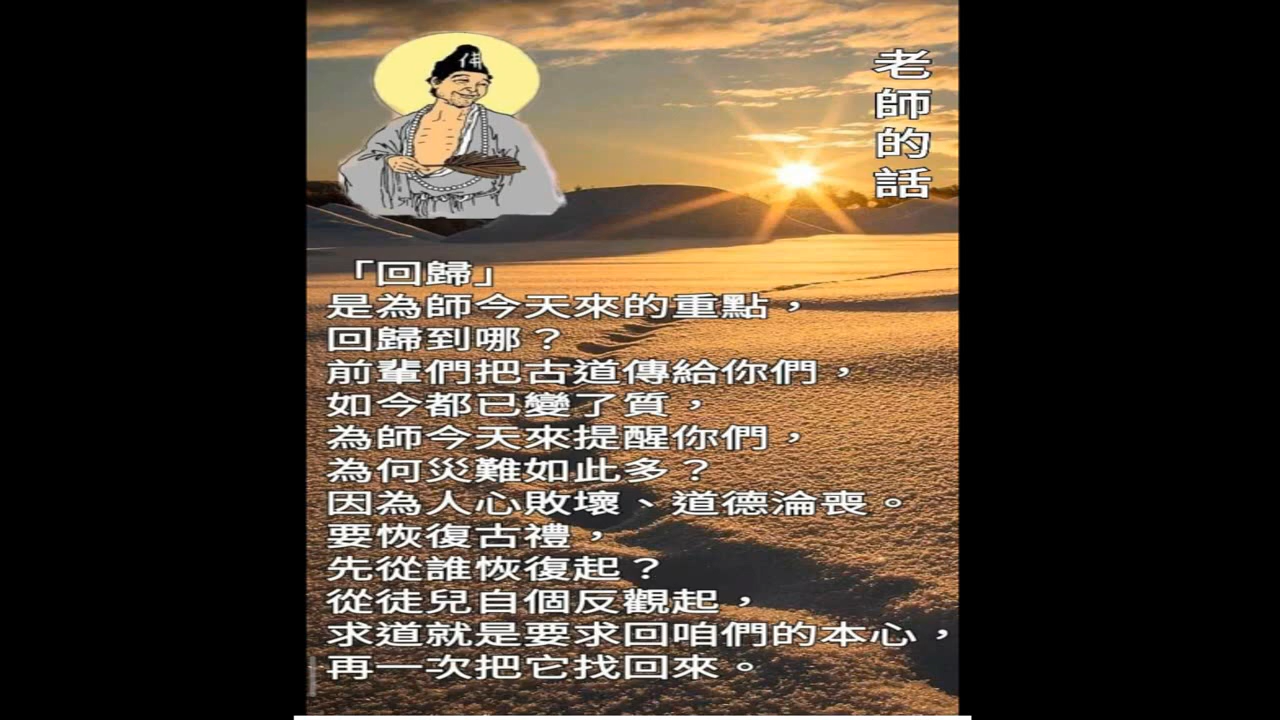 老師的話
佛
「回歸」
是為師今天來的重點，
回歸到哪？
前輩們把古道傳給你們，
如今都已變了質，
為師今天來提醒你們，
為何災難如此多？
因為人心敗壞、道德淪喪。
要恢復古禮，
先從誰恢復起？
從徒兒自個反觀起，
求道就是要求回咱們的本心，
再一次把它找回來。